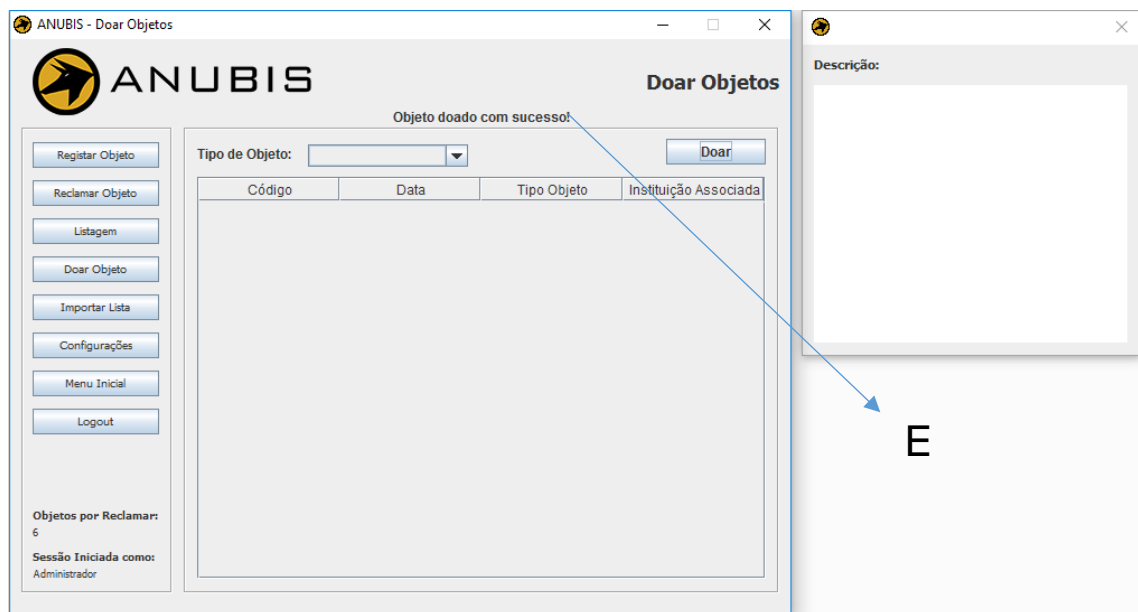 ANUBIS - Doar Objetos
ANUBIS
Doar Objetos
Objeto doado com sucesso!
Registar Objeto
Reclamar Objeto
Listagem
Doar Objeto
Importar Lista
Configurações
Menu Inicial
Logout
Objetos por Reclamar:
6
Sessão Iniciada como:
Administrador
Tipo de Objeto:
Doar
Código Data Tipo Objeto Instituição Associada
Descrição:
E